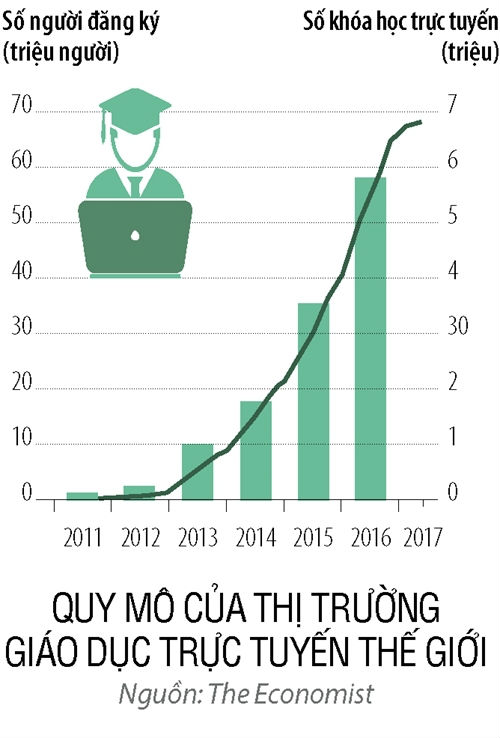 Số người đăng ký
(triệu người)
Số khóa học trực tuyến
(triệu)
70
60
50
40
30
20
10
0
7
6
5
4
30
2
1
0
2011 2012 2013 2014 2015 2016 2017
QUY MÔ CỦA THỊ TRƯỜNG
GIÁO DỤC TRỰC TUYẾN THẾ GIỚI
Nguồn: The Economist